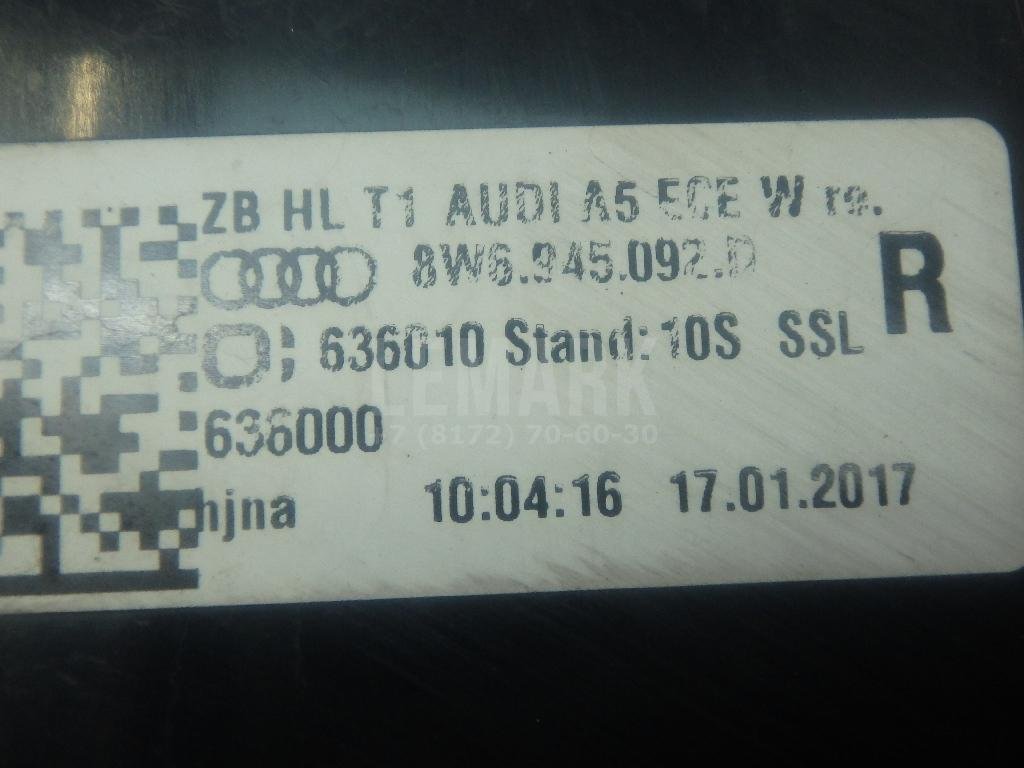 ZB HL T1 AUDI A5 ECE W re.
8W6.945.092.D
R
636010 Stand: 10S SSL
LEMARK
636000
7 (8172) 70-60-30
10:04:16 17.01.2017